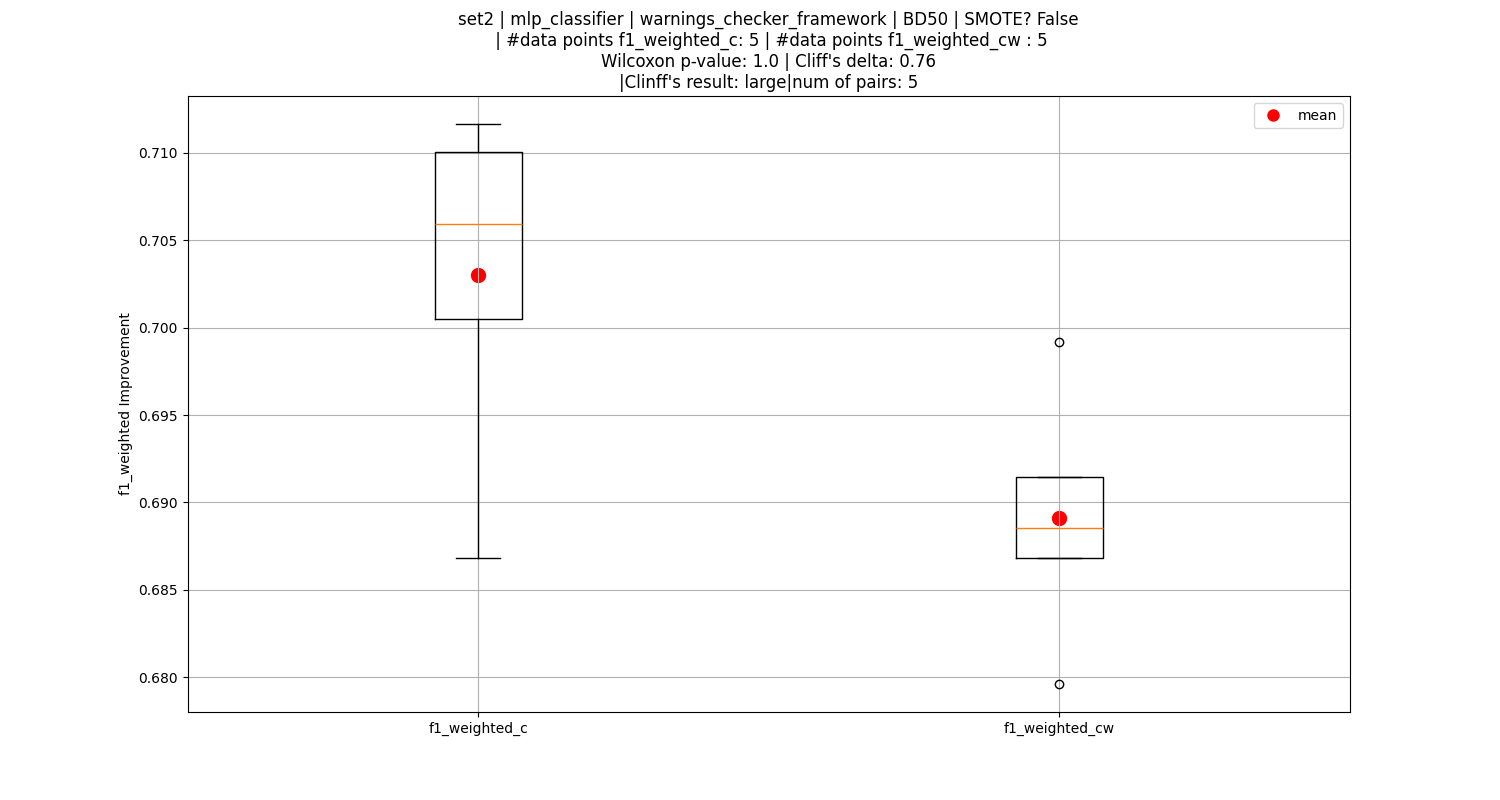 set2 | mlp_classifier | warnings_checker_framework | BD50 | SMOTE? False
| #data points f1_weighted_c: 5 | #data points f1_weighted_cw : 5
Wilcoxon p-value: 1.0 | Cliff's delta: 0.76
|Clinff's result: large|num of pairs: 5
mean
0.710
0.705
0.700
0.695
0.690
0.685
0.680
f1_weighted Improvement
f1_weighted_c
f1_weighted_cw